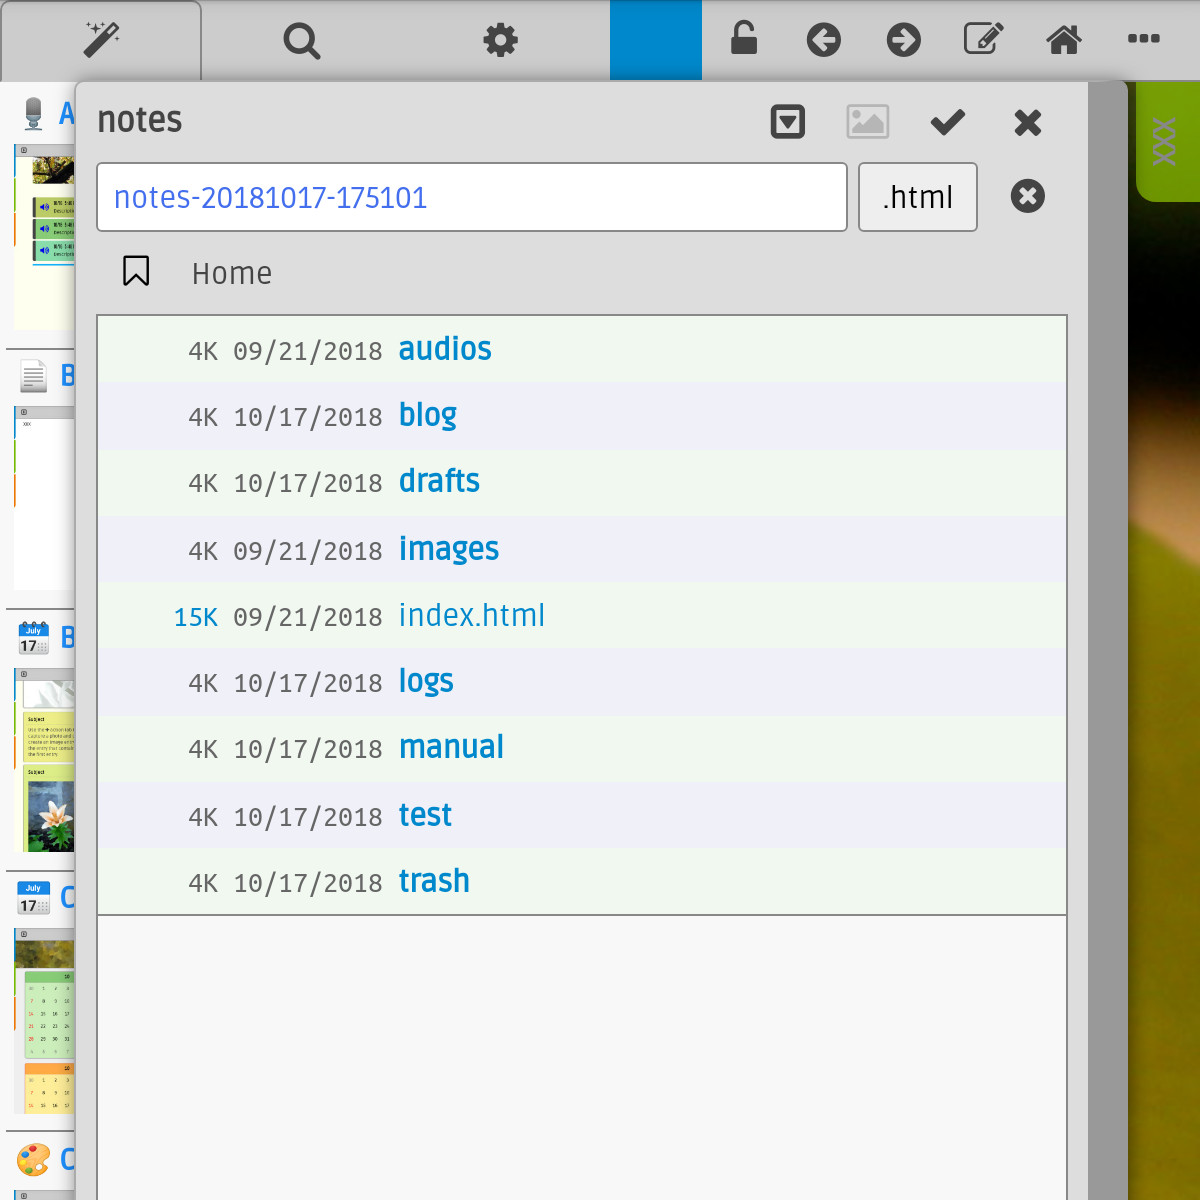 notes
notes-20181017-175101 .html
Home
4K 09/21/2018 audios
4K 10/17/2018 blog
4K 10/17/2018 drafts
4K 09/21/2018 images
15K 09/21/2018 index.html
4K 10/17/2018 logs
4K 10/17/2018 manual
4K 10/17/2018 test
4K 10/17/2018 trash
A
B
July
17
B
Subject
Subject
July
17
C
C